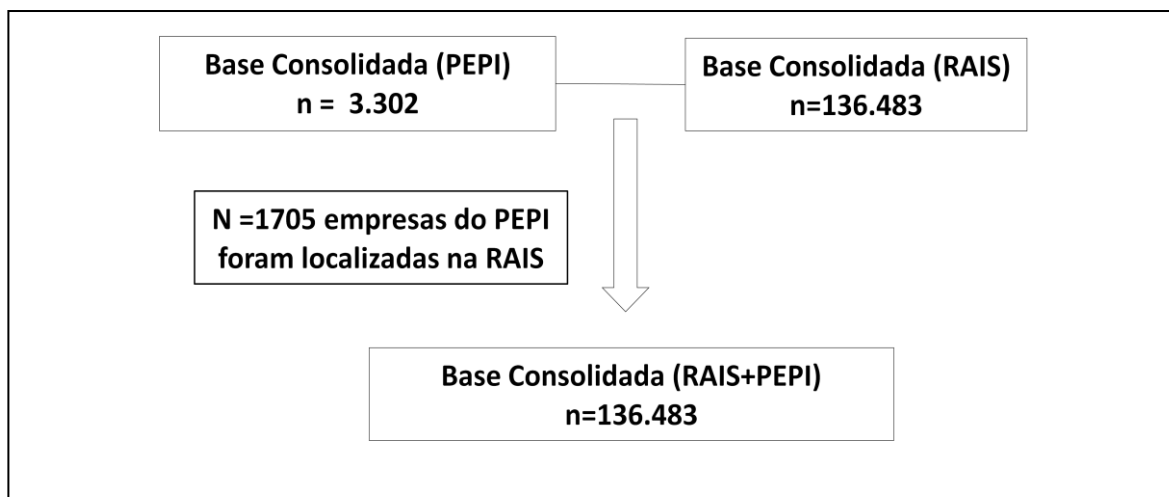 Base Consolidada (PEPI)
n = 3.302
Base Consolidada (RAIS)
n=136.483
N =1705 empresas do PEPI
foram localizadas na RAIS
Base Consolidada (RAIS+PEPI)
n=136.483